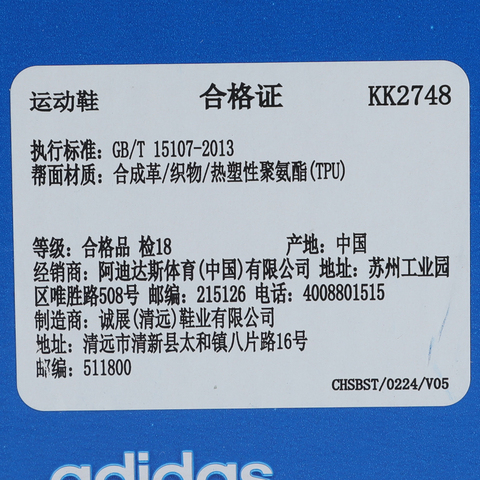 运动鞋 合格证 KK2748
执行标准: GB/T 15107-2013
帮面材质: 合成革/织物/热塑性聚氨酯(TPU)
等级: 合格品 检18 产地: 中国
经销商: 阿迪达斯体育(中国)有限公司 地址: 苏州工业园
区唯胜路508号 邮编: 215126 电话: 4008801515
制造商: 诚展(清远)鞋业有限公司
地址: 清远市清新县太和镇八片路16号
邮编: 511800
CHSBST/0224/V05
adidas